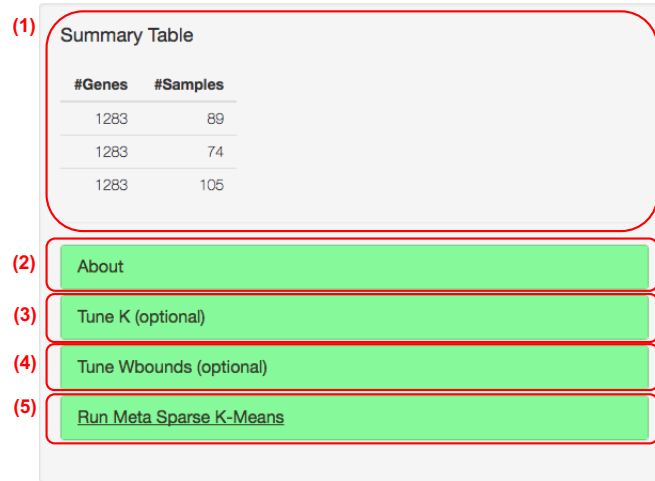 (1)
Summary Table
#Genes #Samples
1283 89
1283 74
1283 105
(2) About
(3) Tune K (optional)
(4) Tune Wbounds (optional)
(5) Run Meta Sparse K-Means